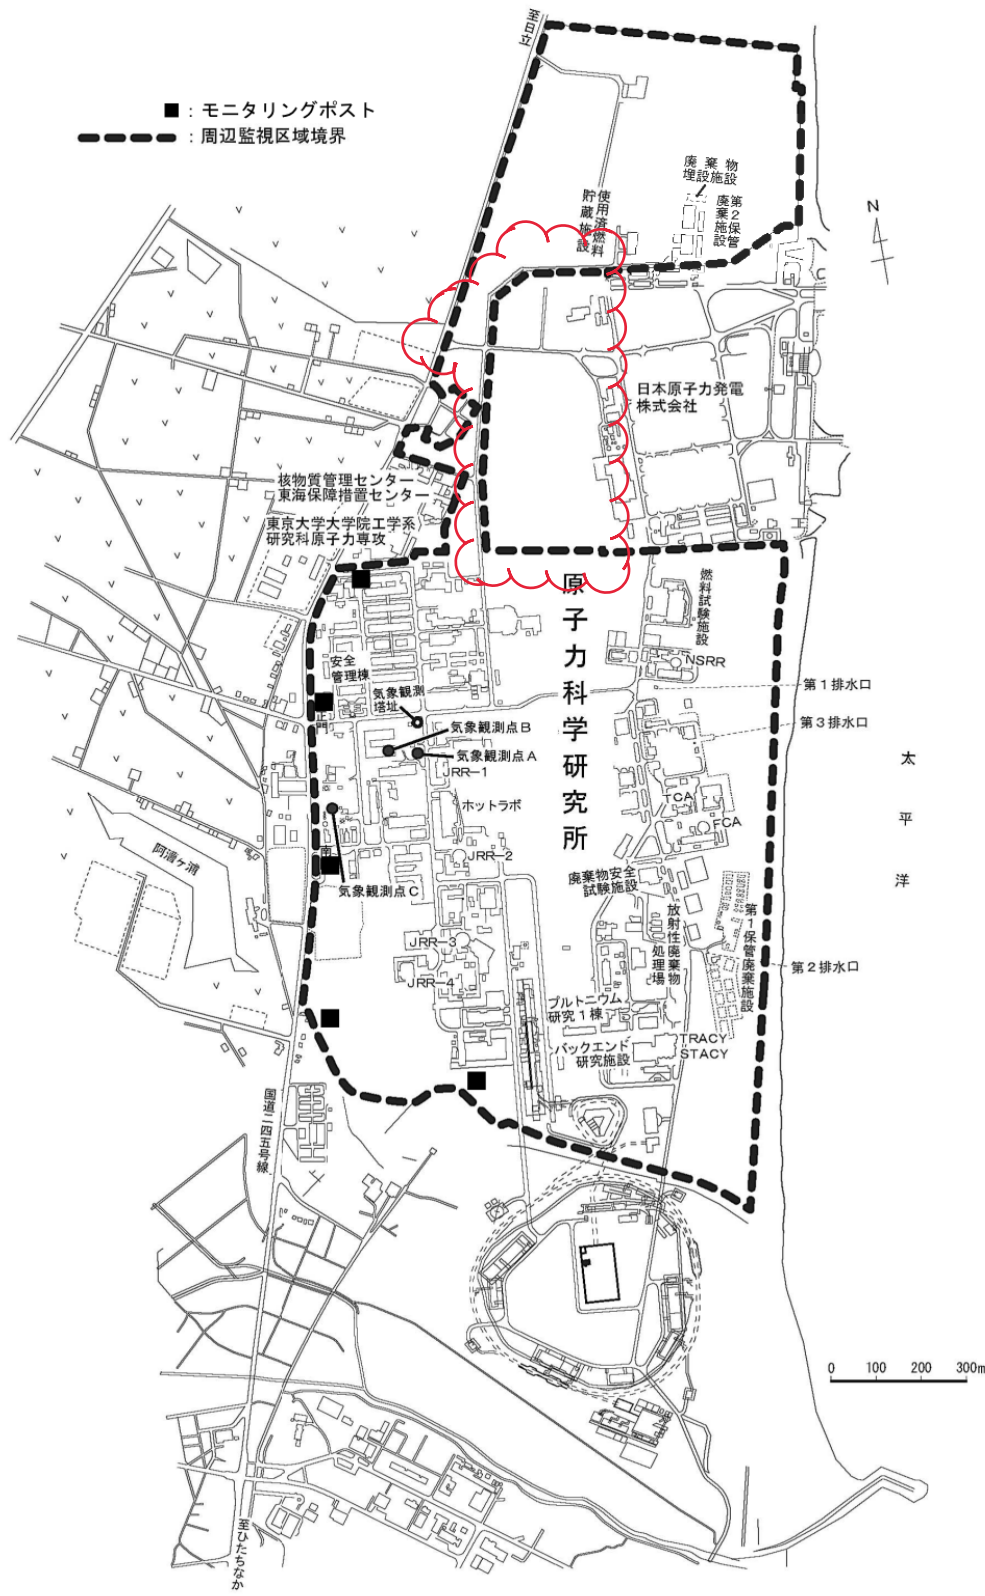 至日立
■：モニタリングポスト
：周辺監視区域境界
廃棄物
埋設施設
使用済燃料
貯蔵施設
第2保管
廃棄施設
N
日本原子力発電
株式会社
核物質管理センター
東海保障措置センター
東京大学大学院工学系
研究科原子力専攻
原子力科学研究所
燃料試験施設
NSRR
安全
管理棟
気象観測
塔址
正門
第1排水口
第3排水口
気象観測点B
気象観測点A
JRR-1
太平洋
ホットラボ
TCA
FCA
阿漕ヶ浦
南
JRR-2
気象観測点C
廃棄物安全
試験施設
放射性廃棄物
処理場
第1保管廃棄施設
JRR-3
JRR-4
第2排水口
プルトニウム
研究1棟
バックエンド
研究施設
TRACY
STACY
国道二四五号線
0 100 200 300m
至ひたちなか